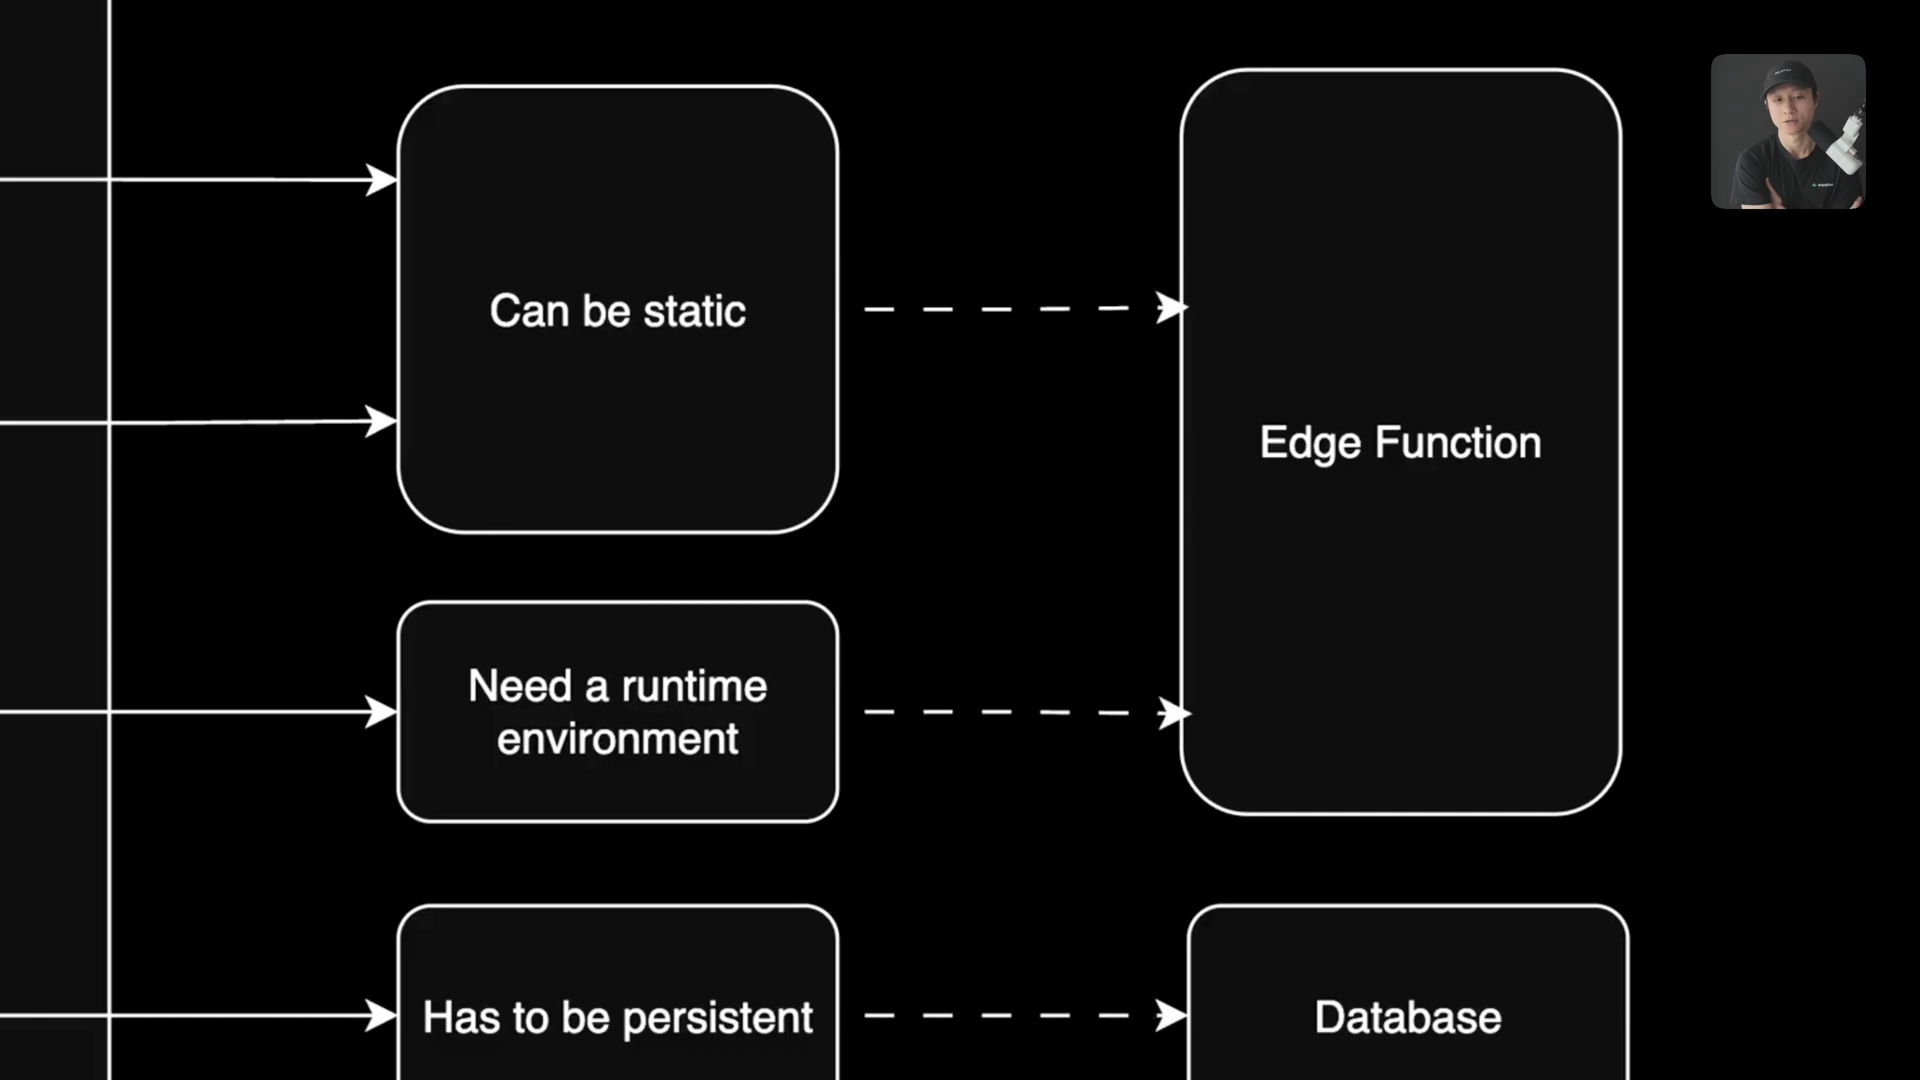 Can be static
Edge Function
Need a runtime
environment
Has to be persistent
Database